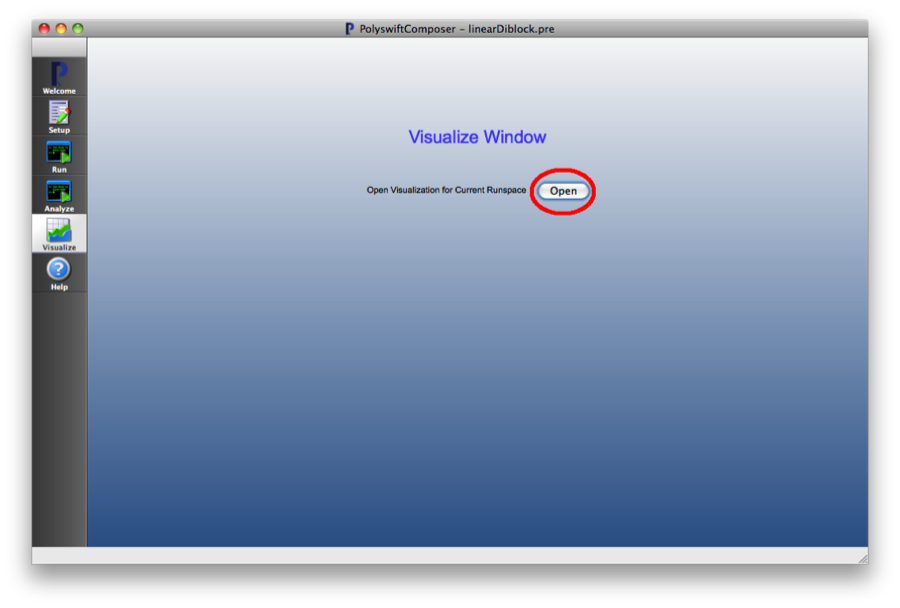 PolyswiftComposer – linearDiblock.pre
Welcome
Setup
Run
Analyze
Visualize
Help
Visualize Window
Open Visualization for Current Runspace Open